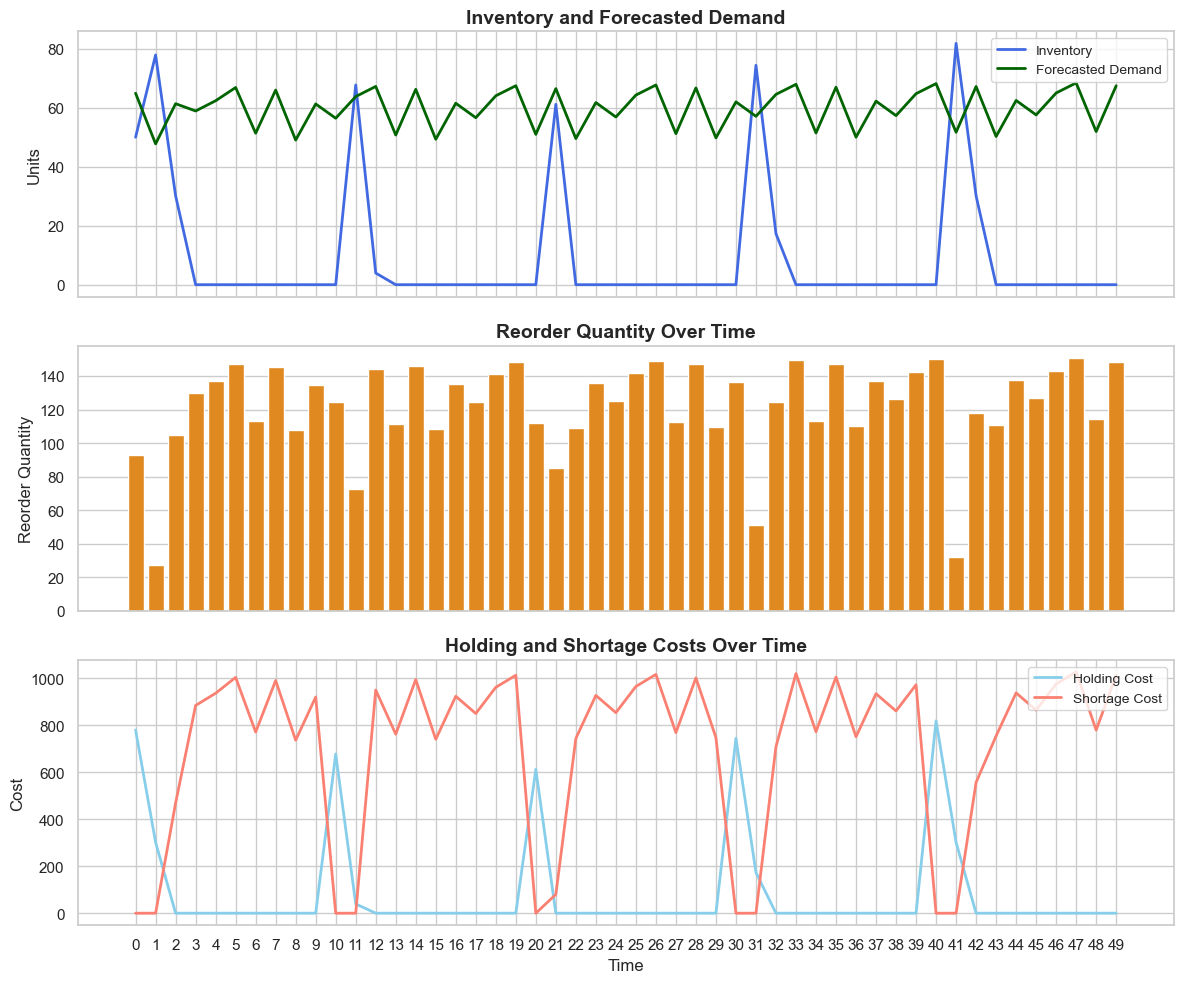 Inventory and Forecasted Demand
Inventory
Forecasted Demand
80
60
40
20
0
Units
Reorder Quantity Over Time
140
120
100
80
60
40
20
0
Reorder Quantity
Holding and Shortage Costs Over Time
Holding Cost
Shortage Cost
1000
800
600
400
200
0
Cost
0 1 2 3 4 5 6 7 8 9 10 11 12 13 14 15 16 17 18 19 20 21 22 23 24 25 26 27 28 29 30 31 32 33 34 35 36 37 38 39 40 41 42 43 44 45 46 47 48 49
Time